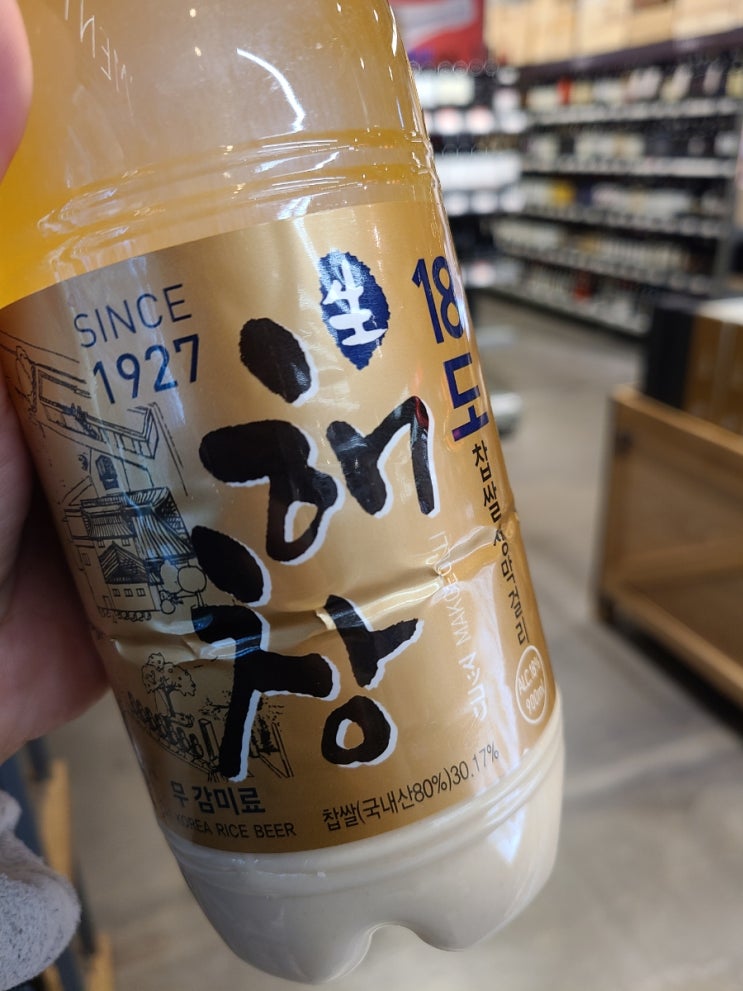 SINCE
1927
生
18도
해창
찹쌀생막걸리
무 감미료
KOREA RICE BEER
찹쌀(국내산80%)30.17%
900ml